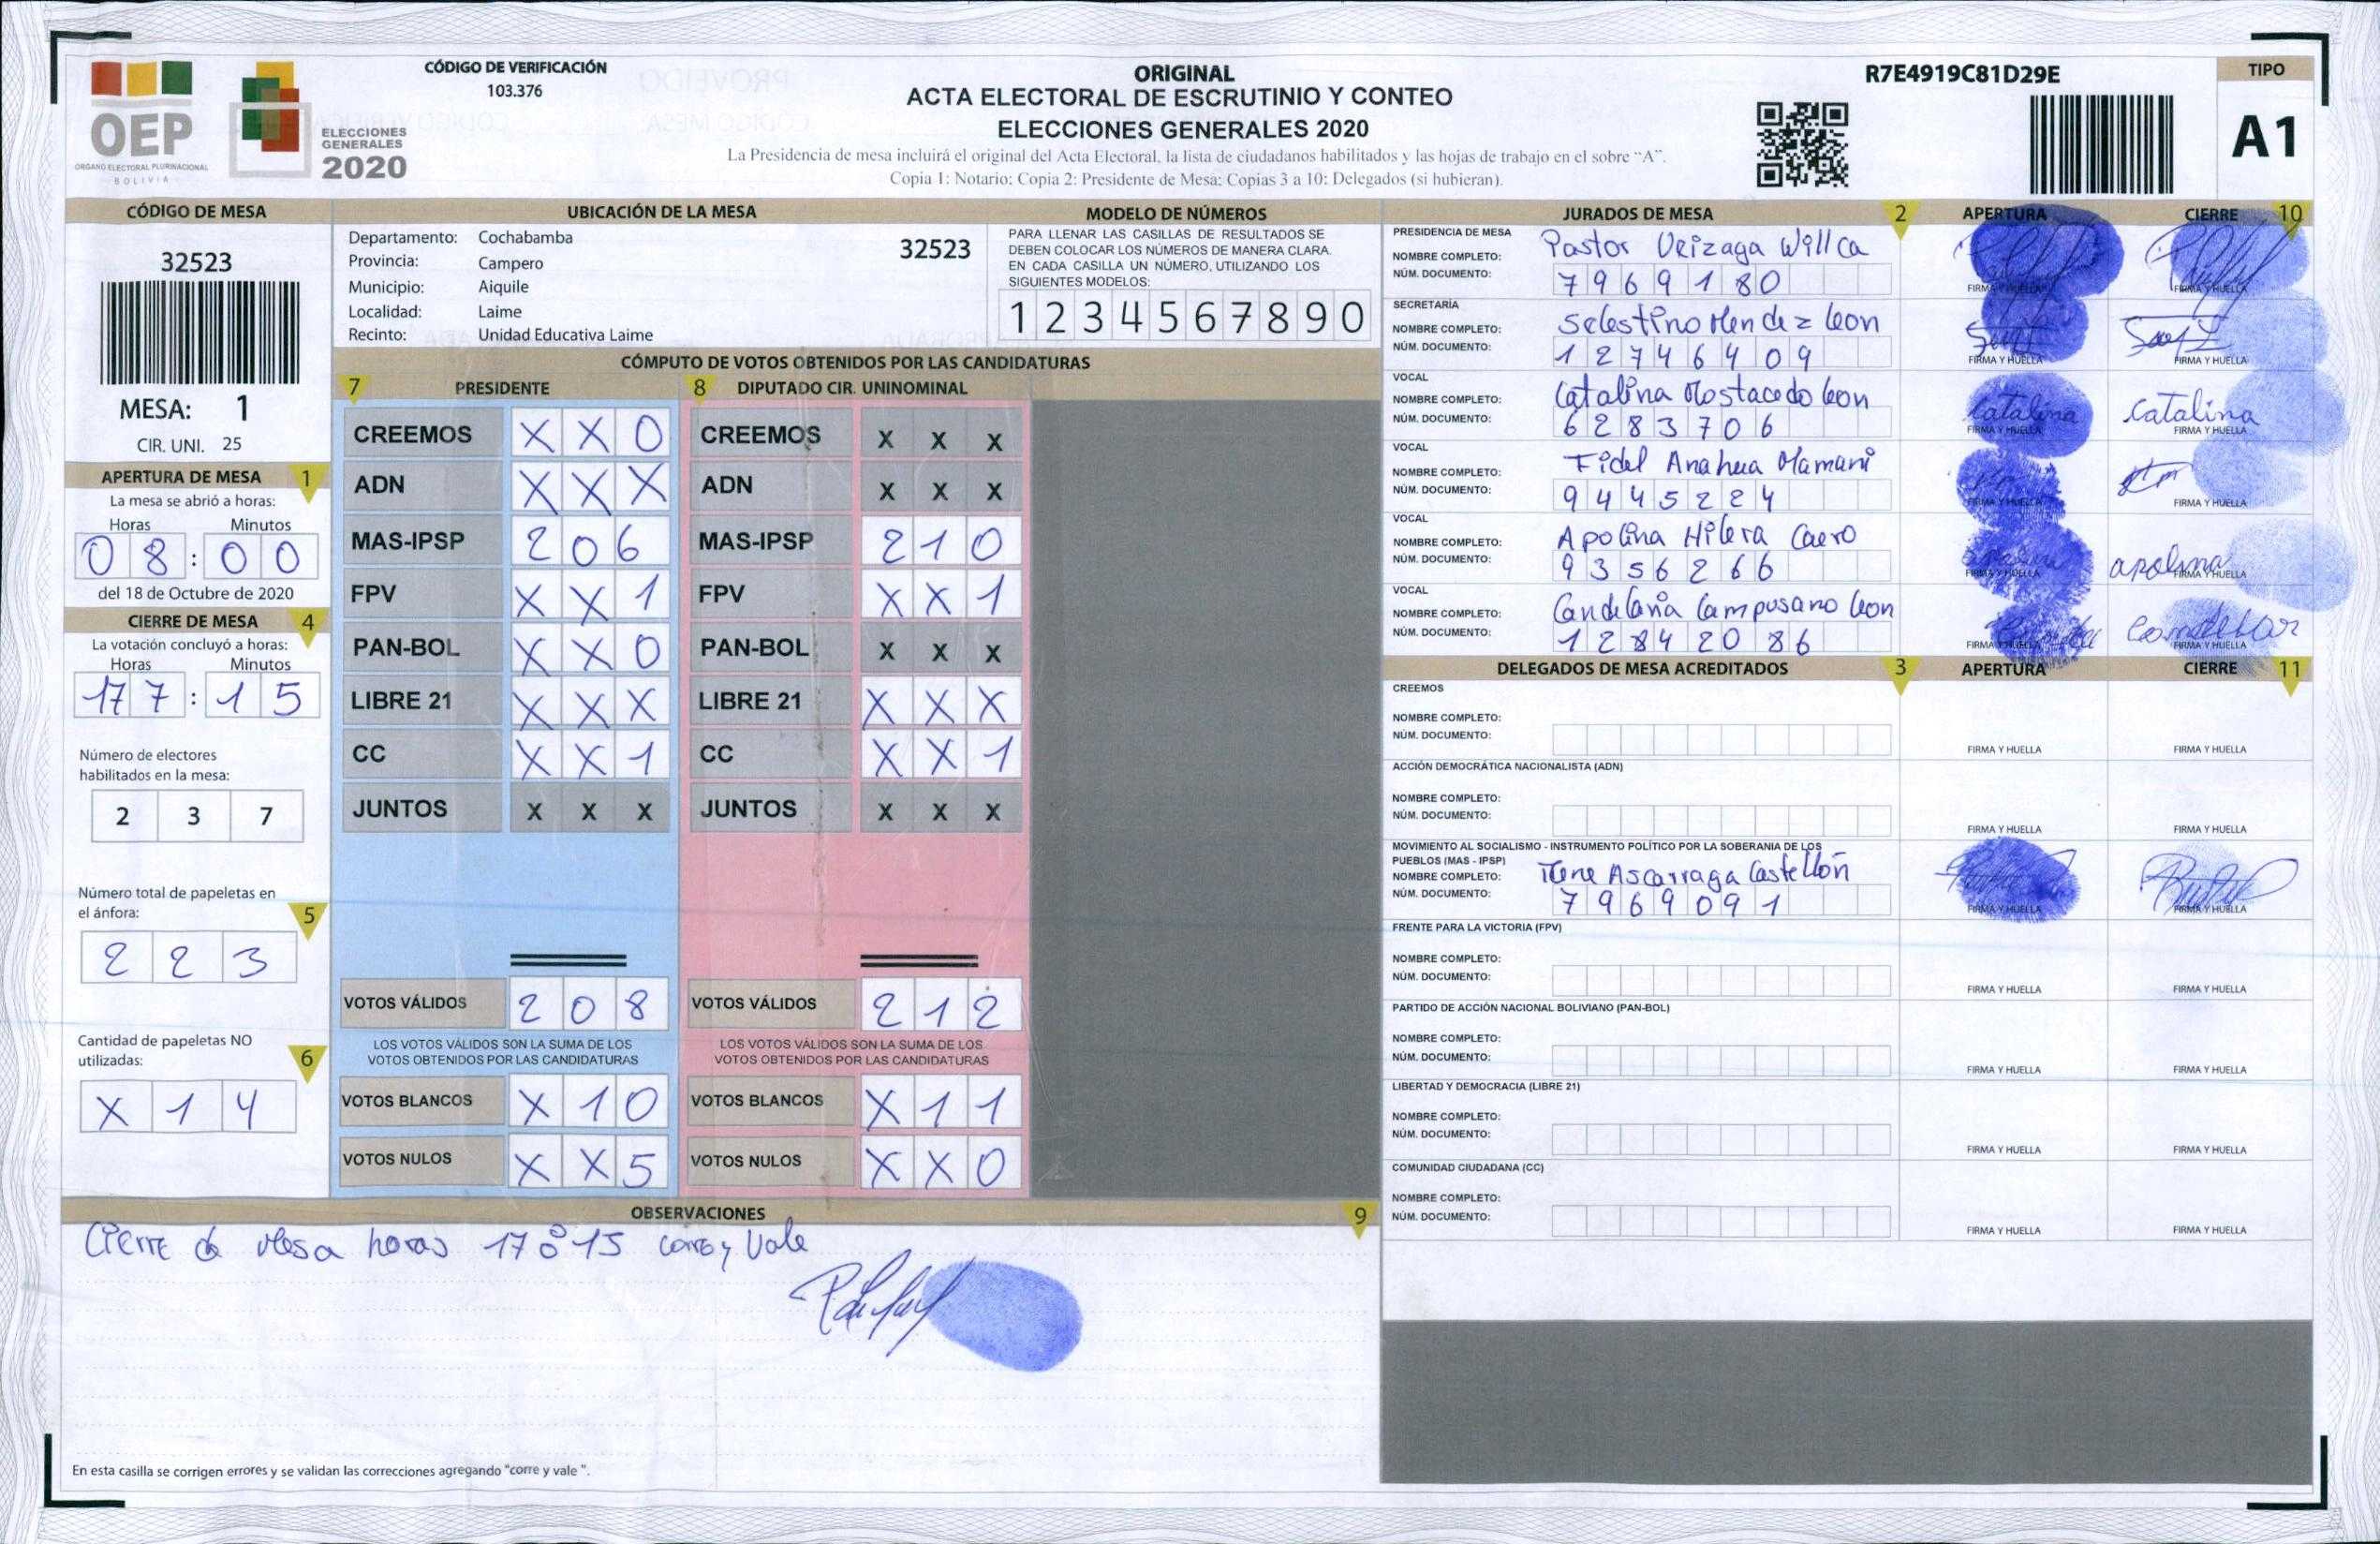 OEP
ORGANO ELECTORAL PLURINACIONAL
BOLIVIA
ELECCIONES
GENERALES
2020
CÓDIGO DE VERIFICACIÓN
103.376
ORIGINAL
ACTA ELECTORAL DE ESCRUTINIO Y CONTEO
ELECCIONES GENERALES 2020
La Presidencia de mesa incluirá el original del Acta Electoral, la lista de ciudadanos habilitados y las hojas de trabajo en el sobre "A".
Copia 1: Notario; Copia 2: Presidente de Mesa; Copias 3 a 10: Delegados (si hubieran).
R7E4919C81D29E
TIPO
A1
CÓDIGO DE MESA
32523
MESA: 1
CIR. UNI. 25
APERTURA DE MESA 1
La mesa se abrió a horas:
Horas Minutos
08:00
del 18 de Octubre de 2020
CIERRE DE MESA 4
La votación concluyó a horas:
Horas Minutos
17 7:15
Número de electores
habilitados en la mesa:
2 3 7
Número total de papeletas en
el ánfora: 5
2 2 3
Cantidad de papeletas NO
utilizadas: 6
X 1 4
UBICACIÓN DE LA MESA
Departamento: Cochabamba 32523
Provincia: Campero
Municipio: Aiquile
Localidad: Laime
Recinto: Unidad Educativa Laime
MODELO DE NÚMEROS
PARA LLENAR LAS CASILLAS DE RESULTADOS SE
DEBEN COLOCAR LOS NÚMEROS DE MANERA CLARA.
EN CADA CASILLA UN NÚMERO, UTILIZANDO LOS
SIGUIENTES MODELOS:
1 2 3 4 5 6 7 8 9 0
CÓMPUTO DE VOTOS OBTENIDOS POR LAS CANDIDATURAS
7 PRESIDENTE
CREEMOS X X 0
ADN X X X
MAS-IPSP 2 0 6
FPV X X 1
PAN-BOL X X 0
LIBRE 21 X X X
CC X X 1
JUNTOS X X X
VOTOS VÁLIDOS 2 0 8
LOS VOTOS VÁLIDOS SON LA SUMA DE LOS
VOTOS OBTENIDOS POR LAS CANDIDATURAS
VOTOS BLANCOS X 1 0
VOTOS NULOS X X 5
8 DIPUTADO CIR. UNINOMINAL
CREEMOS X X X
ADN X X X
MAS-IPSP 2 1 0
FPV X X 1
PAN-BOL X X X
LIBRE 21 X X X
CC X X 1
JUNTOS X X X
VOTOS VÁLIDOS 2 1 2
LOS VOTOS VÁLIDOS SON LA SUMA DE LOS
VOTOS OBTENIDOS POR LAS CANDIDATURAS
VOTOS BLANCOS X 1 1
VOTOS NULOS X X 0
OBSERVACIONES 9
Cierre de Mesa horas 17:15 corre y Vale
En esta casilla se corrigen errores y se validan las correcciones agregando "corre y vale ".
JURADOS DE MESA 2 APERTURA CIERRE 10
PRESIDENCIA DE MESA
NOMBRE COMPLETO: Pastor Urizaga Willca
NÚM. DOCUMENTO: 7969180
FIRMA Y HUELLA FIRMA Y HUELLA
SECRETARÍA
NOMBRE COMPLETO: Selestino Mendez leon
NÚM. DOCUMENTO: 12746409
FIRMA Y HUELLA FIRMA Y HUELLA
VOCAL
NOMBRE COMPLETO: Catalina Mostacedo leon
NÚM. DOCUMENTO: 6283706
Catalina Catalina
FIRMA Y HUELLA FIRMA Y HUELLA
VOCAL
NOMBRE COMPLETO: Fidel Anahua Mamani
NÚM. DOCUMENTO: 9445224
FIRMA Y HUELLA FIRMA Y HUELLA
VOCAL
NOMBRE COMPLETO: Apolina Hilera Caero
NÚM. DOCUMENTO: 9356266
apolina
FIRMA Y HUELLA FIRMA Y HUELLA
VOCAL
NOMBRE COMPLETO: Candelaria Campusano leon
NÚM. DOCUMENTO: 12842086
FIRMA Y HUELLA FIRMA Y HUELLA
DELEGADOS DE MESA ACREDITADOS 3 APERTURA CIERRE 11
CREEMOS
NOMBRE COMPLETO:
NÚM. DOCUMENTO:
FIRMA Y HUELLA FIRMA Y HUELLA
ACCIÓN DEMOCRÁTICA NACIONALISTA (ADN)
NOMBRE COMPLETO:
NÚM. DOCUMENTO:
FIRMA Y HUELLA FIRMA Y HUELLA
MOVIMIENTO AL SOCIALISMO - INSTRUMENTO POLÍTICO POR LA SOBERANIA DE LOS
PUEBLOS (MAS - IPSP)
NOMBRE COMPLETO: Ascarraga Castellón
NÚM. DOCUMENTO: 7969091
FIRMA Y HUELLA FIRMA Y HUELLA
FRENTE PARA LA VICTORIA (FPV)
NOMBRE COMPLETO:
NÚM. DOCUMENTO:
FIRMA Y HUELLA FIRMA Y HUELLA
PARTIDO DE ACCIÓN NACIONAL BOLIVIANO (PAN-BOL)
NOMBRE COMPLETO:
NÚM. DOCUMENTO:
FIRMA Y HUELLA FIRMA Y HUELLA
LIBERTAD Y DEMOCRACIA (LIBRE 21)
NOMBRE COMPLETO:
NÚM. DOCUMENTO:
FIRMA Y HUELLA FIRMA Y HUELLA
COMUNIDAD CIUDADANA (CC)
NOMBRE COMPLETO:
NÚM. DOCUMENTO:
FIRMA Y HUELLA FIRMA Y HUELLA